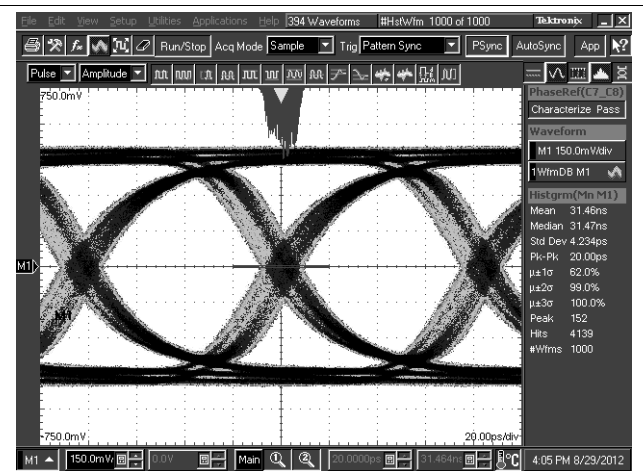 File Edit View Setup Utilities Applications Help 394 Waveforms #HstWfm 1000 of 1000 Tektronix
Run/Stop Acq Mode Sample Trig Pattern Sync PSync AutoSync App
Pulse Amplitude
750.0mV
PhaseRef(C7_C8)
Characterize Pass
Waveform
M1 150.0mV/div
1 WfmDB M1
Histgrm(Mn M1)
Mean 31.46ns
Median 31.47ns
Std Dev 4.234ps
Pk-Pk 20.00ps
µ±1σ 62.0%
µ±2σ 99.0%
µ±3σ 100.0%
Peak 152
Hits 4139
#Wfms 1000
M1
M1
-750.0mV 20.00ps/div
M1 150.0mV 0.0V Main 1 2 20.0000ps 31.464ns °C 4:05 PM 8/29/2012